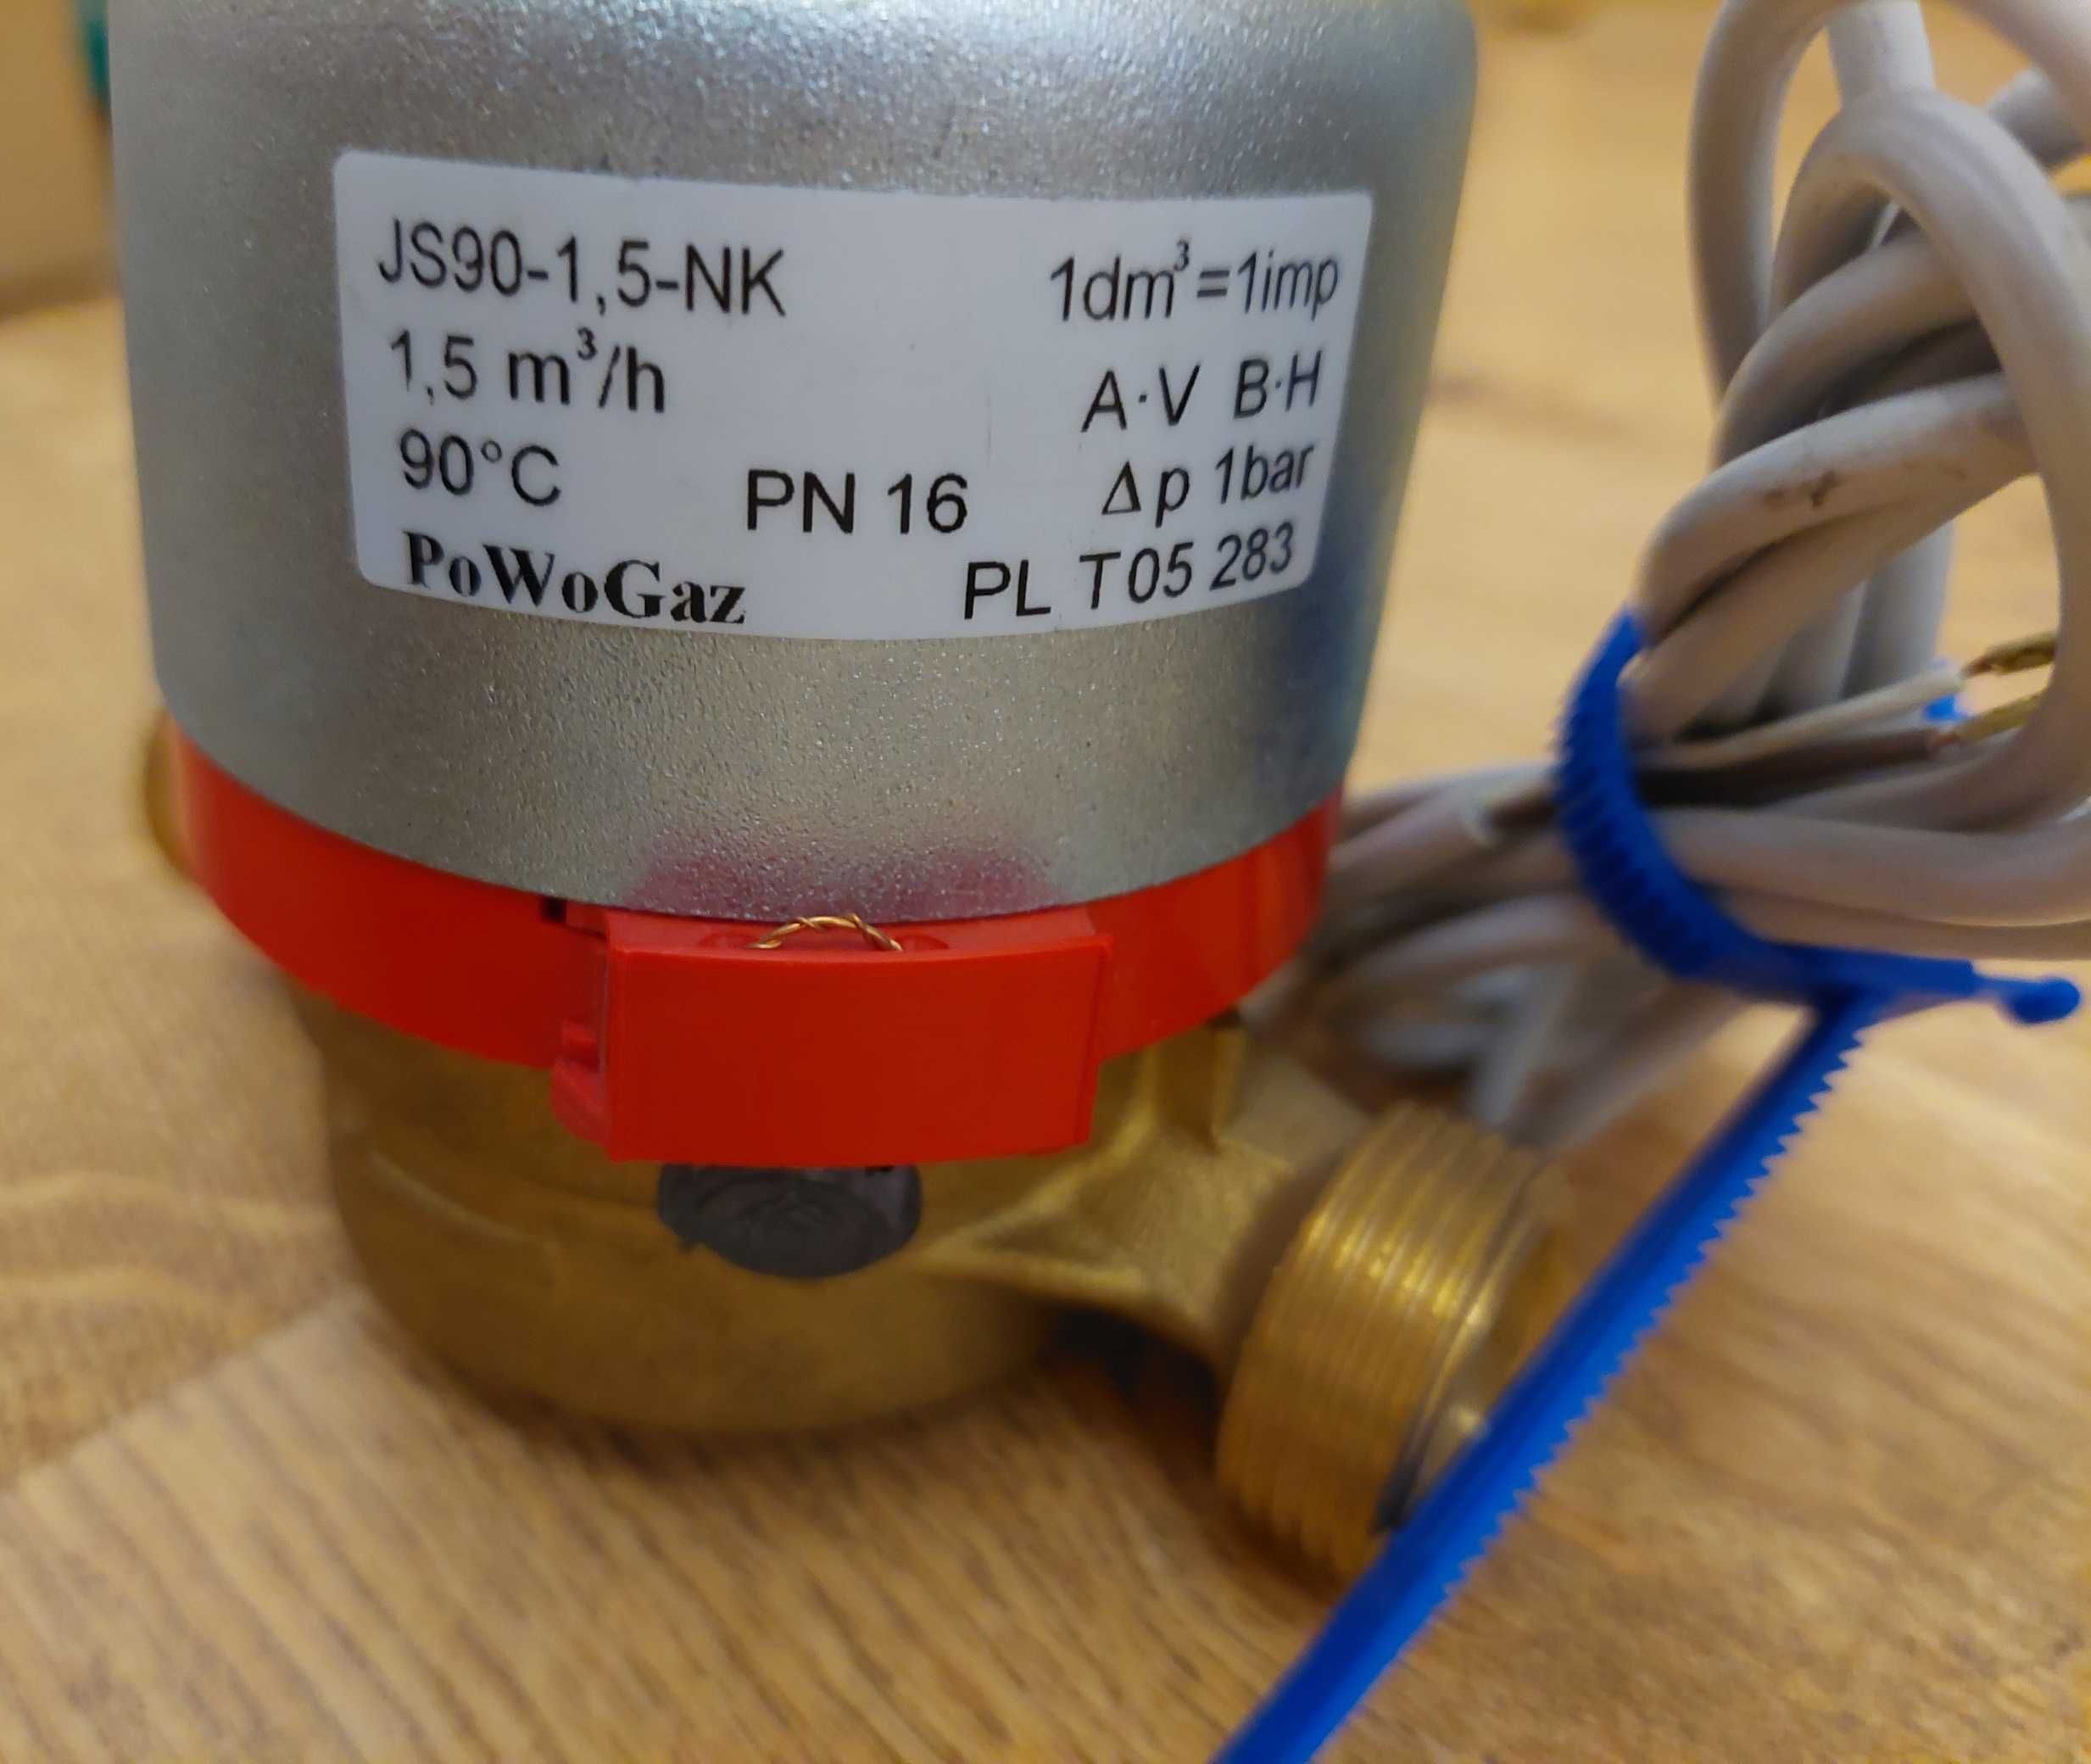 JS90-1,5-NK 1dm³=1imp
1,5 m³/h A·V B·H
90°C PN 16 Δp 1bar
PoWoGaz PL T05 283